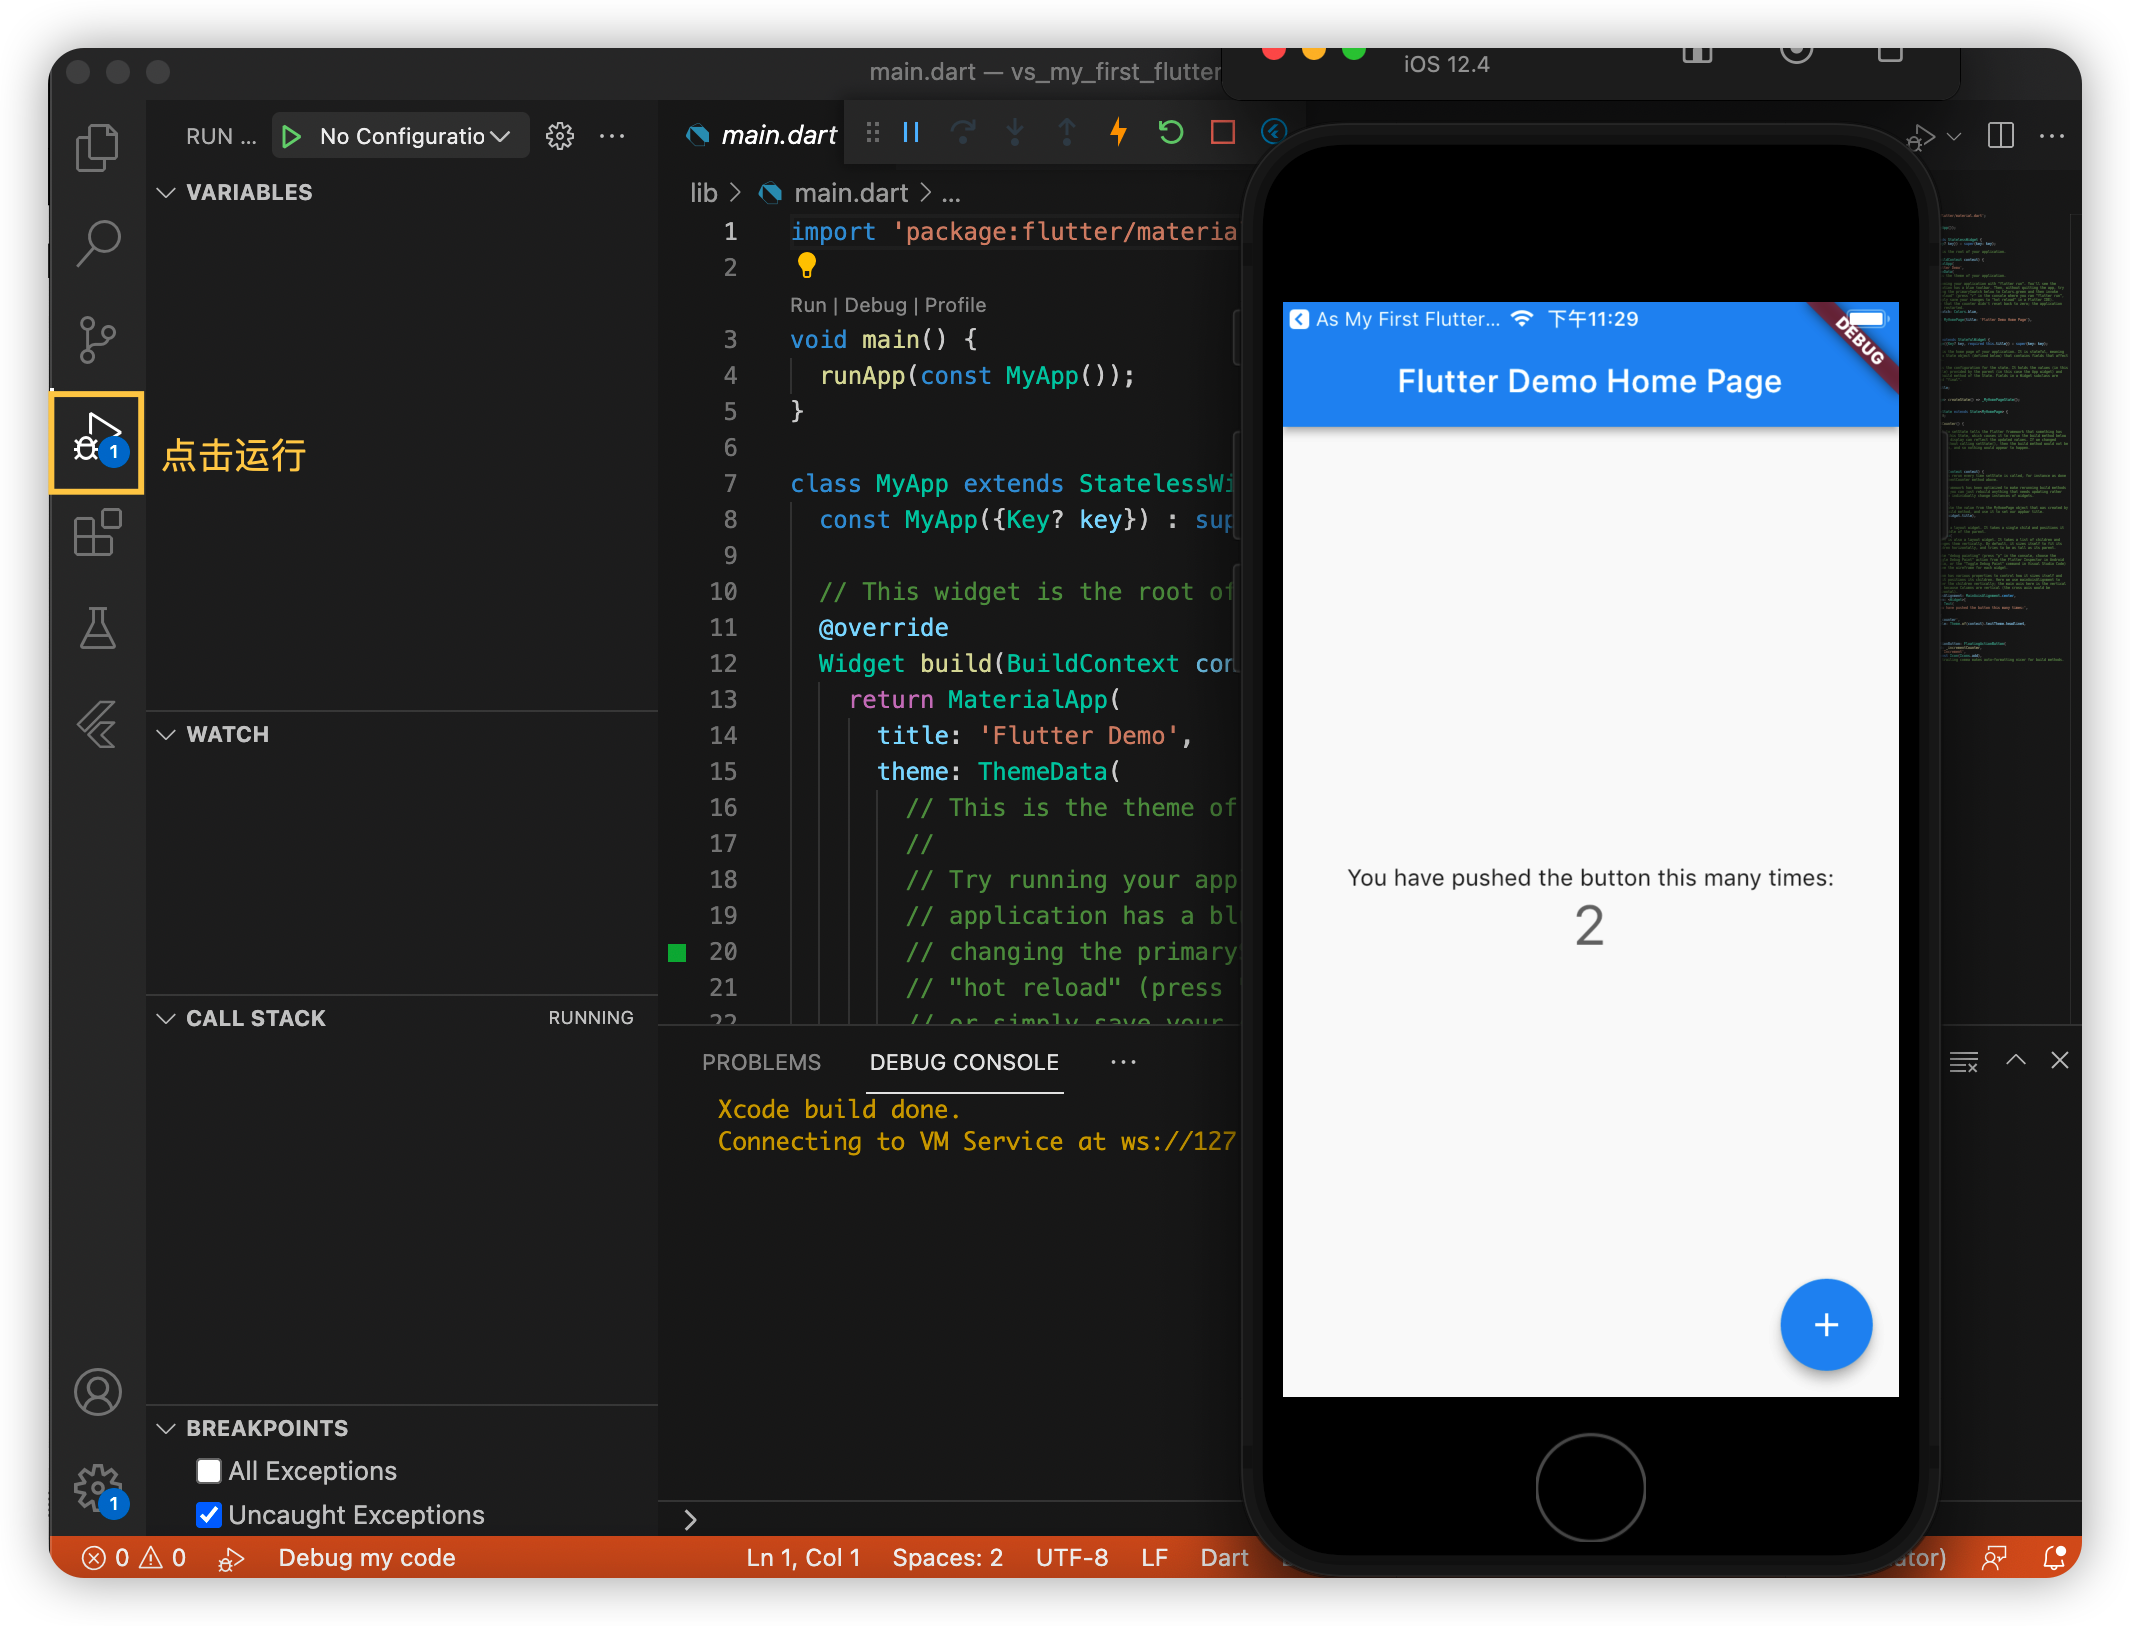 main.dart — vs_my_first_flutter
iOS 12.4
RUN ...
No Configuratio
main.dart
VARIABLES
lib > main.dart > ...
1 import 'package:flutter/materia
2
Run | Debug | Profile
3 void main() {
4 runApp(const MyApp());
5 }
6
7 class MyApp extends StatelessWi
8 const MyApp({Key? key}) : sup
9
10 // This widget is the root of
11 @override
12 Widget build(BuildContext con
13 return MaterialApp(
14 title: 'Flutter Demo',
15 theme: ThemeData(
16 // This is the theme of
17 //
18 // Try running your app
19 // application has a bl
20 // changing the primary
21 // "hot reload" (press
22 // or simply save your
1
点击运行
WATCH
CALL STACK
RUNNING
BREAKPOINTS
All Exceptions
Uncaught Exceptions
1
PROBLEMS
DEBUG CONSOLE
...
Xcode build done.
Connecting to VM Service at ws://127
>
As My First Flutter...
下午11:29
DEBUG
Flutter Demo Home Page
You have pushed the button this many times:
2
+
0 0 Debug my code
Ln 1, Col 1 Spaces: 2 UTF-8 LF Dart
ator)